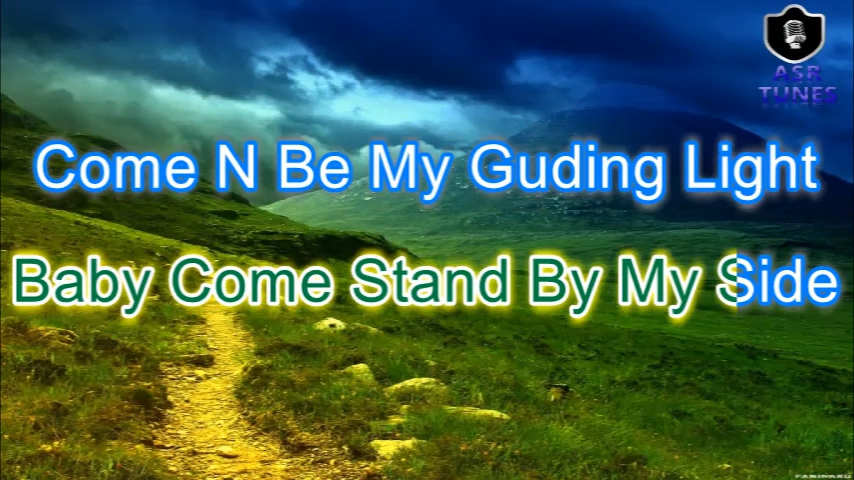 ASR
TUNES
Come N Be My Guding Light
Baby Come Stand By My Side